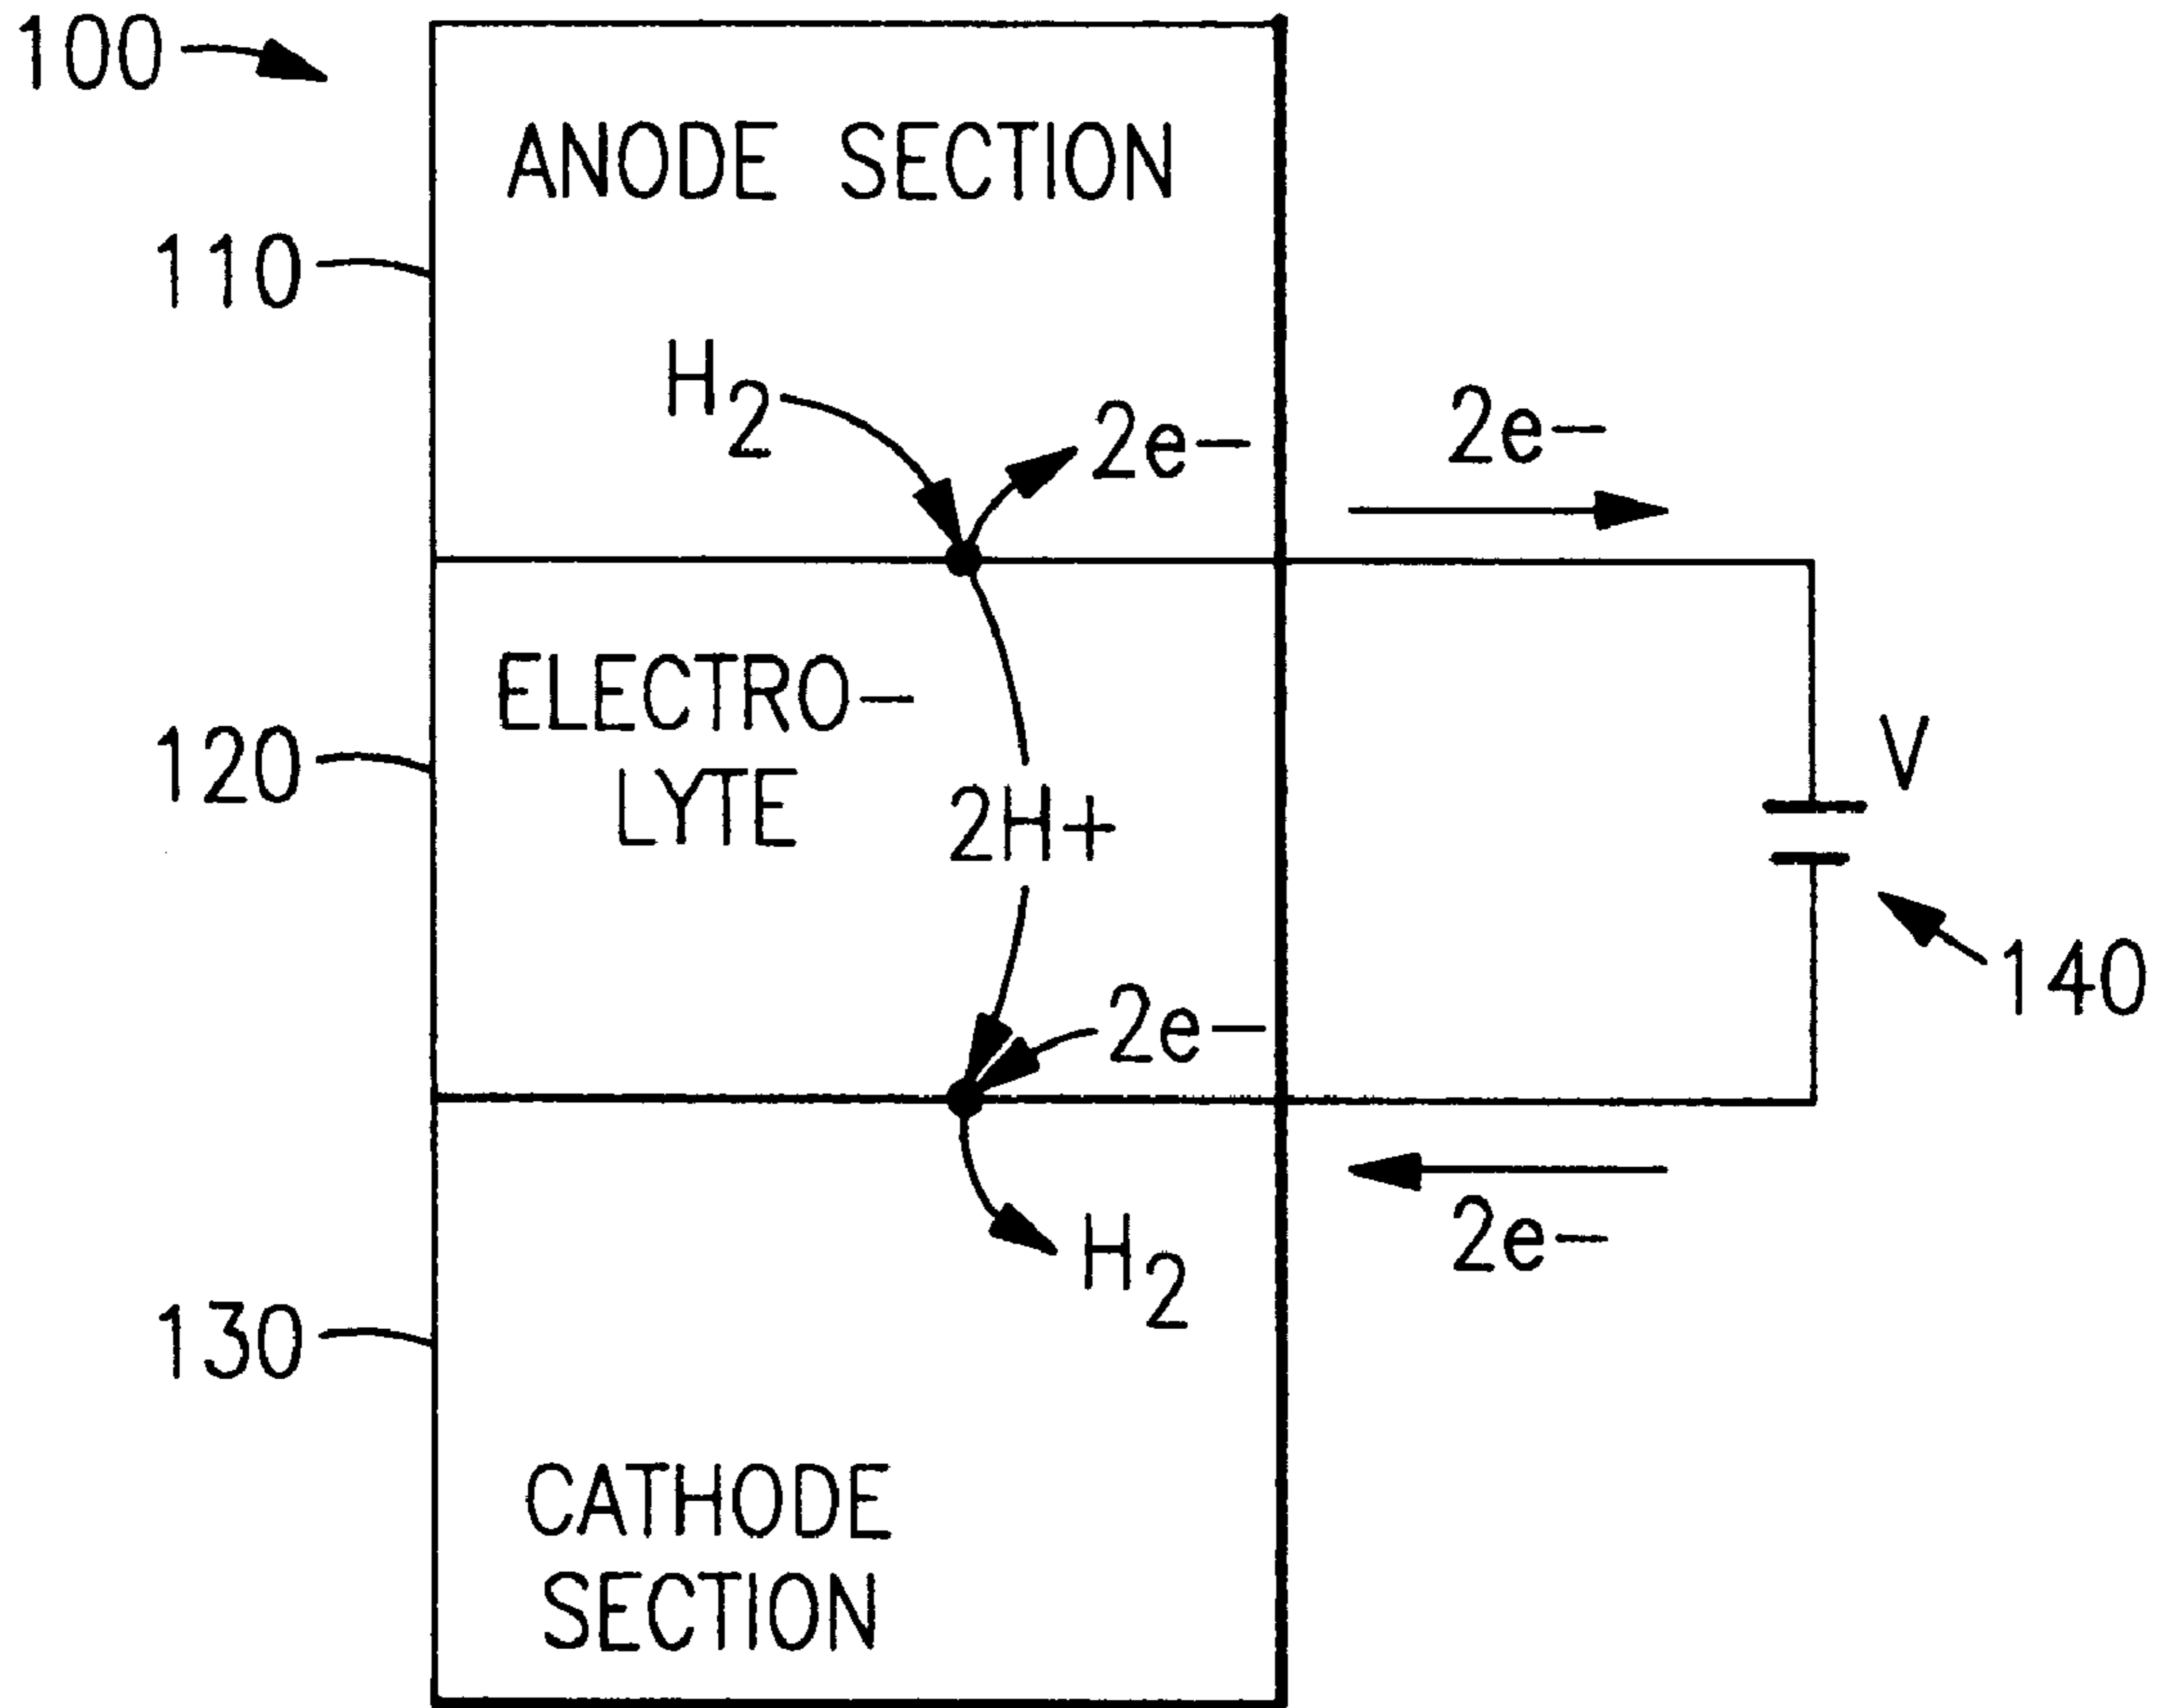 100
ANODE SECTION
110
H2
2e-
2e-
ELECTRO-
LYTE
120
V
2H+
140
2e-
2e-
H2
130
CATHODE
SECTION